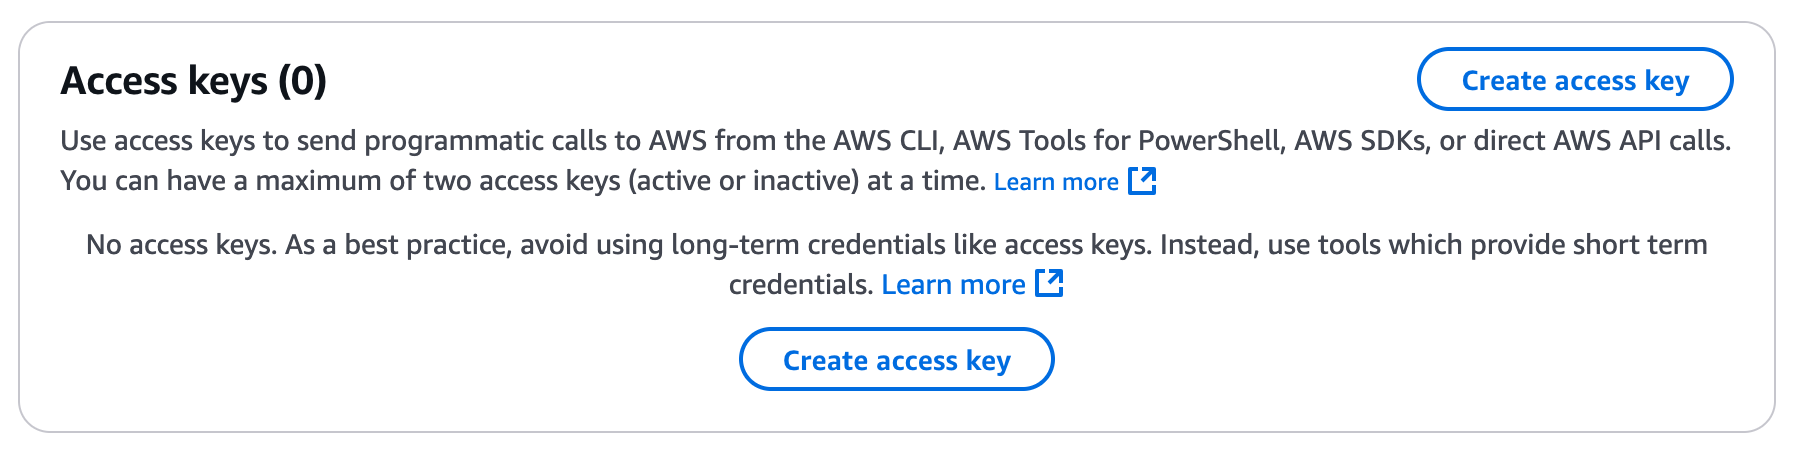 Access keys (0)
Create access key
Use access keys to send programmatic calls to AWS from the AWS CLI, AWS Tools for PowerShell, AWS SDKs, or direct AWS API calls.
You can have a maximum of two access keys (active or inactive) at a time. Learn more
No access keys. As a best practice, avoid using long-term credentials like access keys. Instead, use tools which provide short term
credentials. Learn more
Create access key